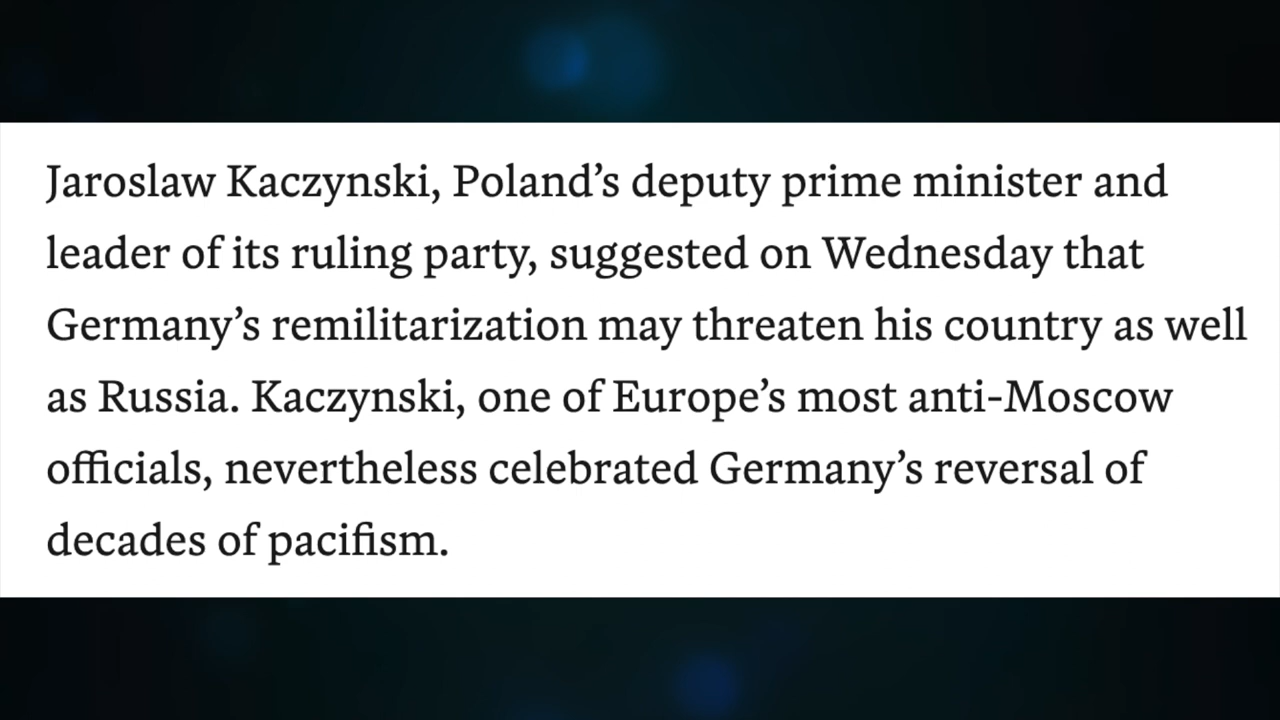 Jaroslaw Kaczynski, Poland’s deputy prime minister and
leader of its ruling party, suggested on Wednesday that
Germany’s remilitarization may threaten his country as well
as Russia. Kaczynski, one of Europe’s most anti-Moscow
officials, nevertheless celebrated Germany’s reversal of
decades of pacifism.